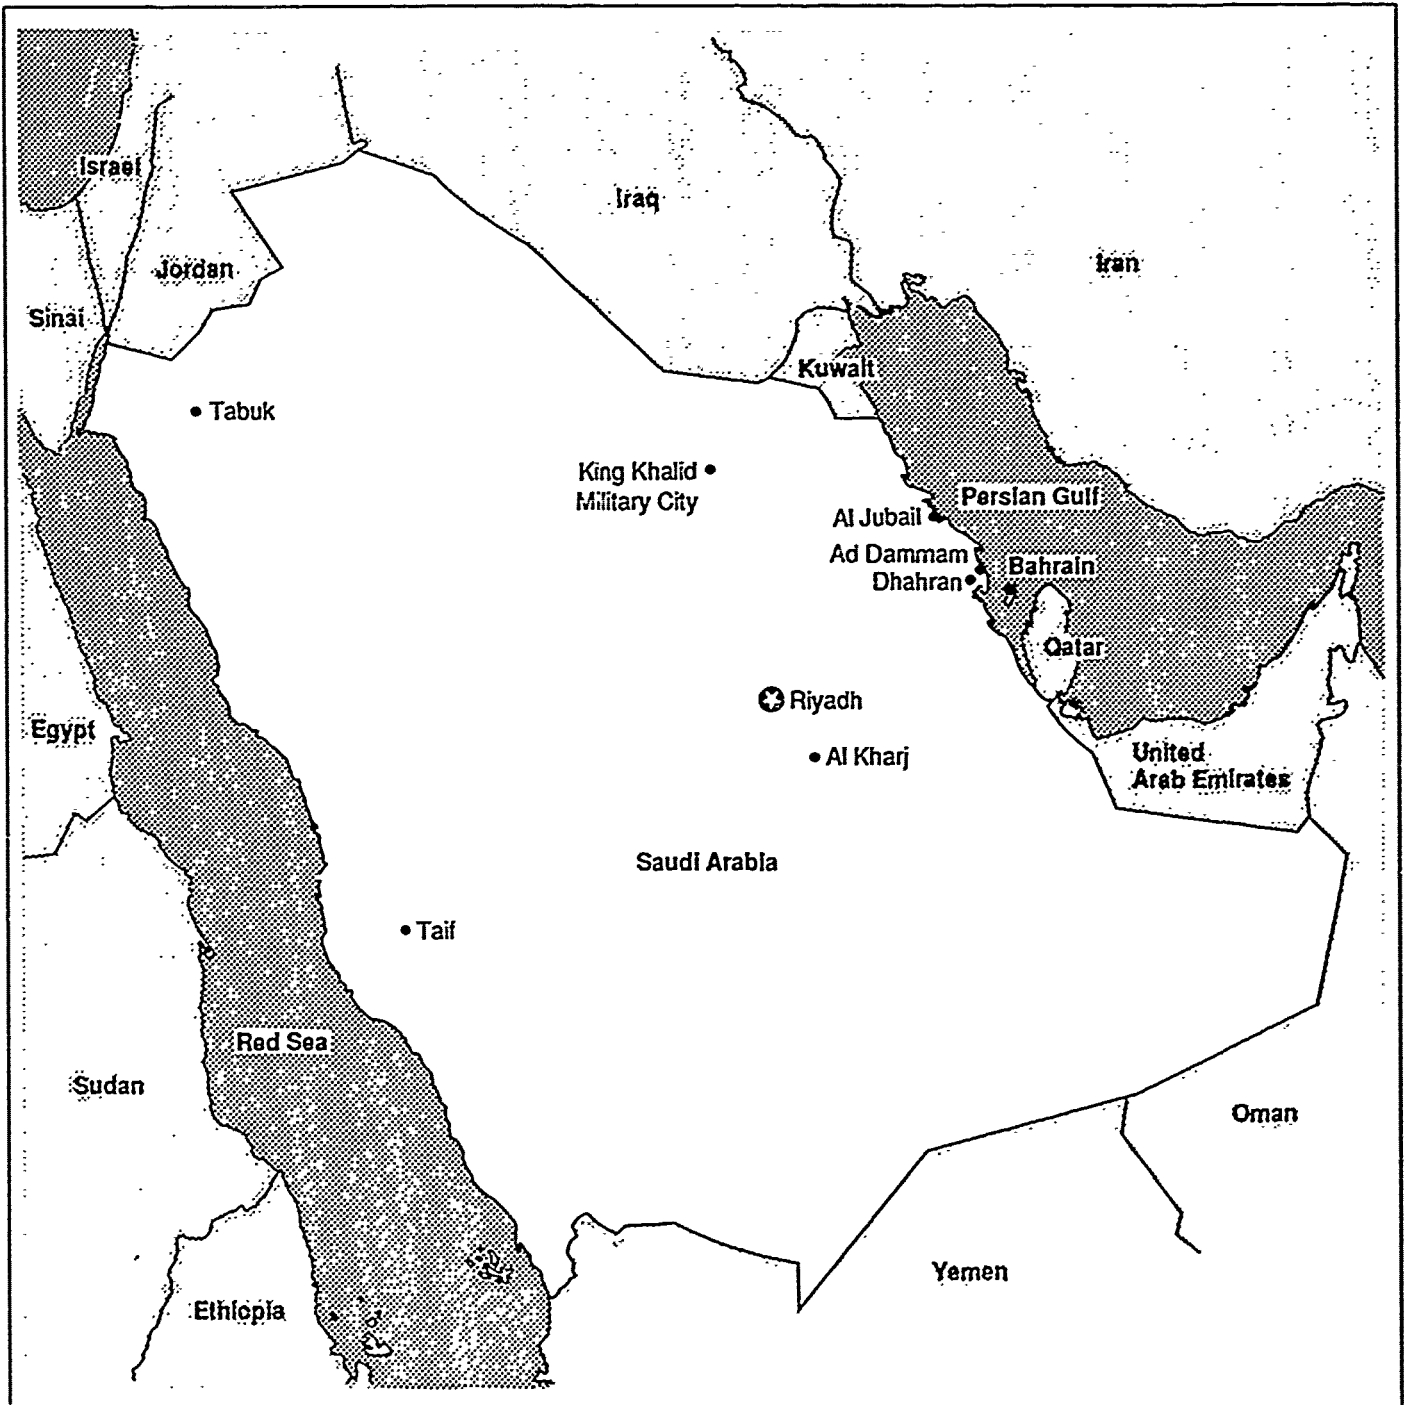 Israel
Iraq
Iran
Jordan
Sinai
Kuwait
Tabuk
King Khalid
Military City
Persian Gulf
Al Jubail
Ad Dammam
Bahrain
Dhahran
Qatar
Riyadh
Egypt
Al Kharj
United
Arab Emirates
Saudi Arabia
Taif
Red Sea
Sudan
Oman
Yemen
Ethiopia